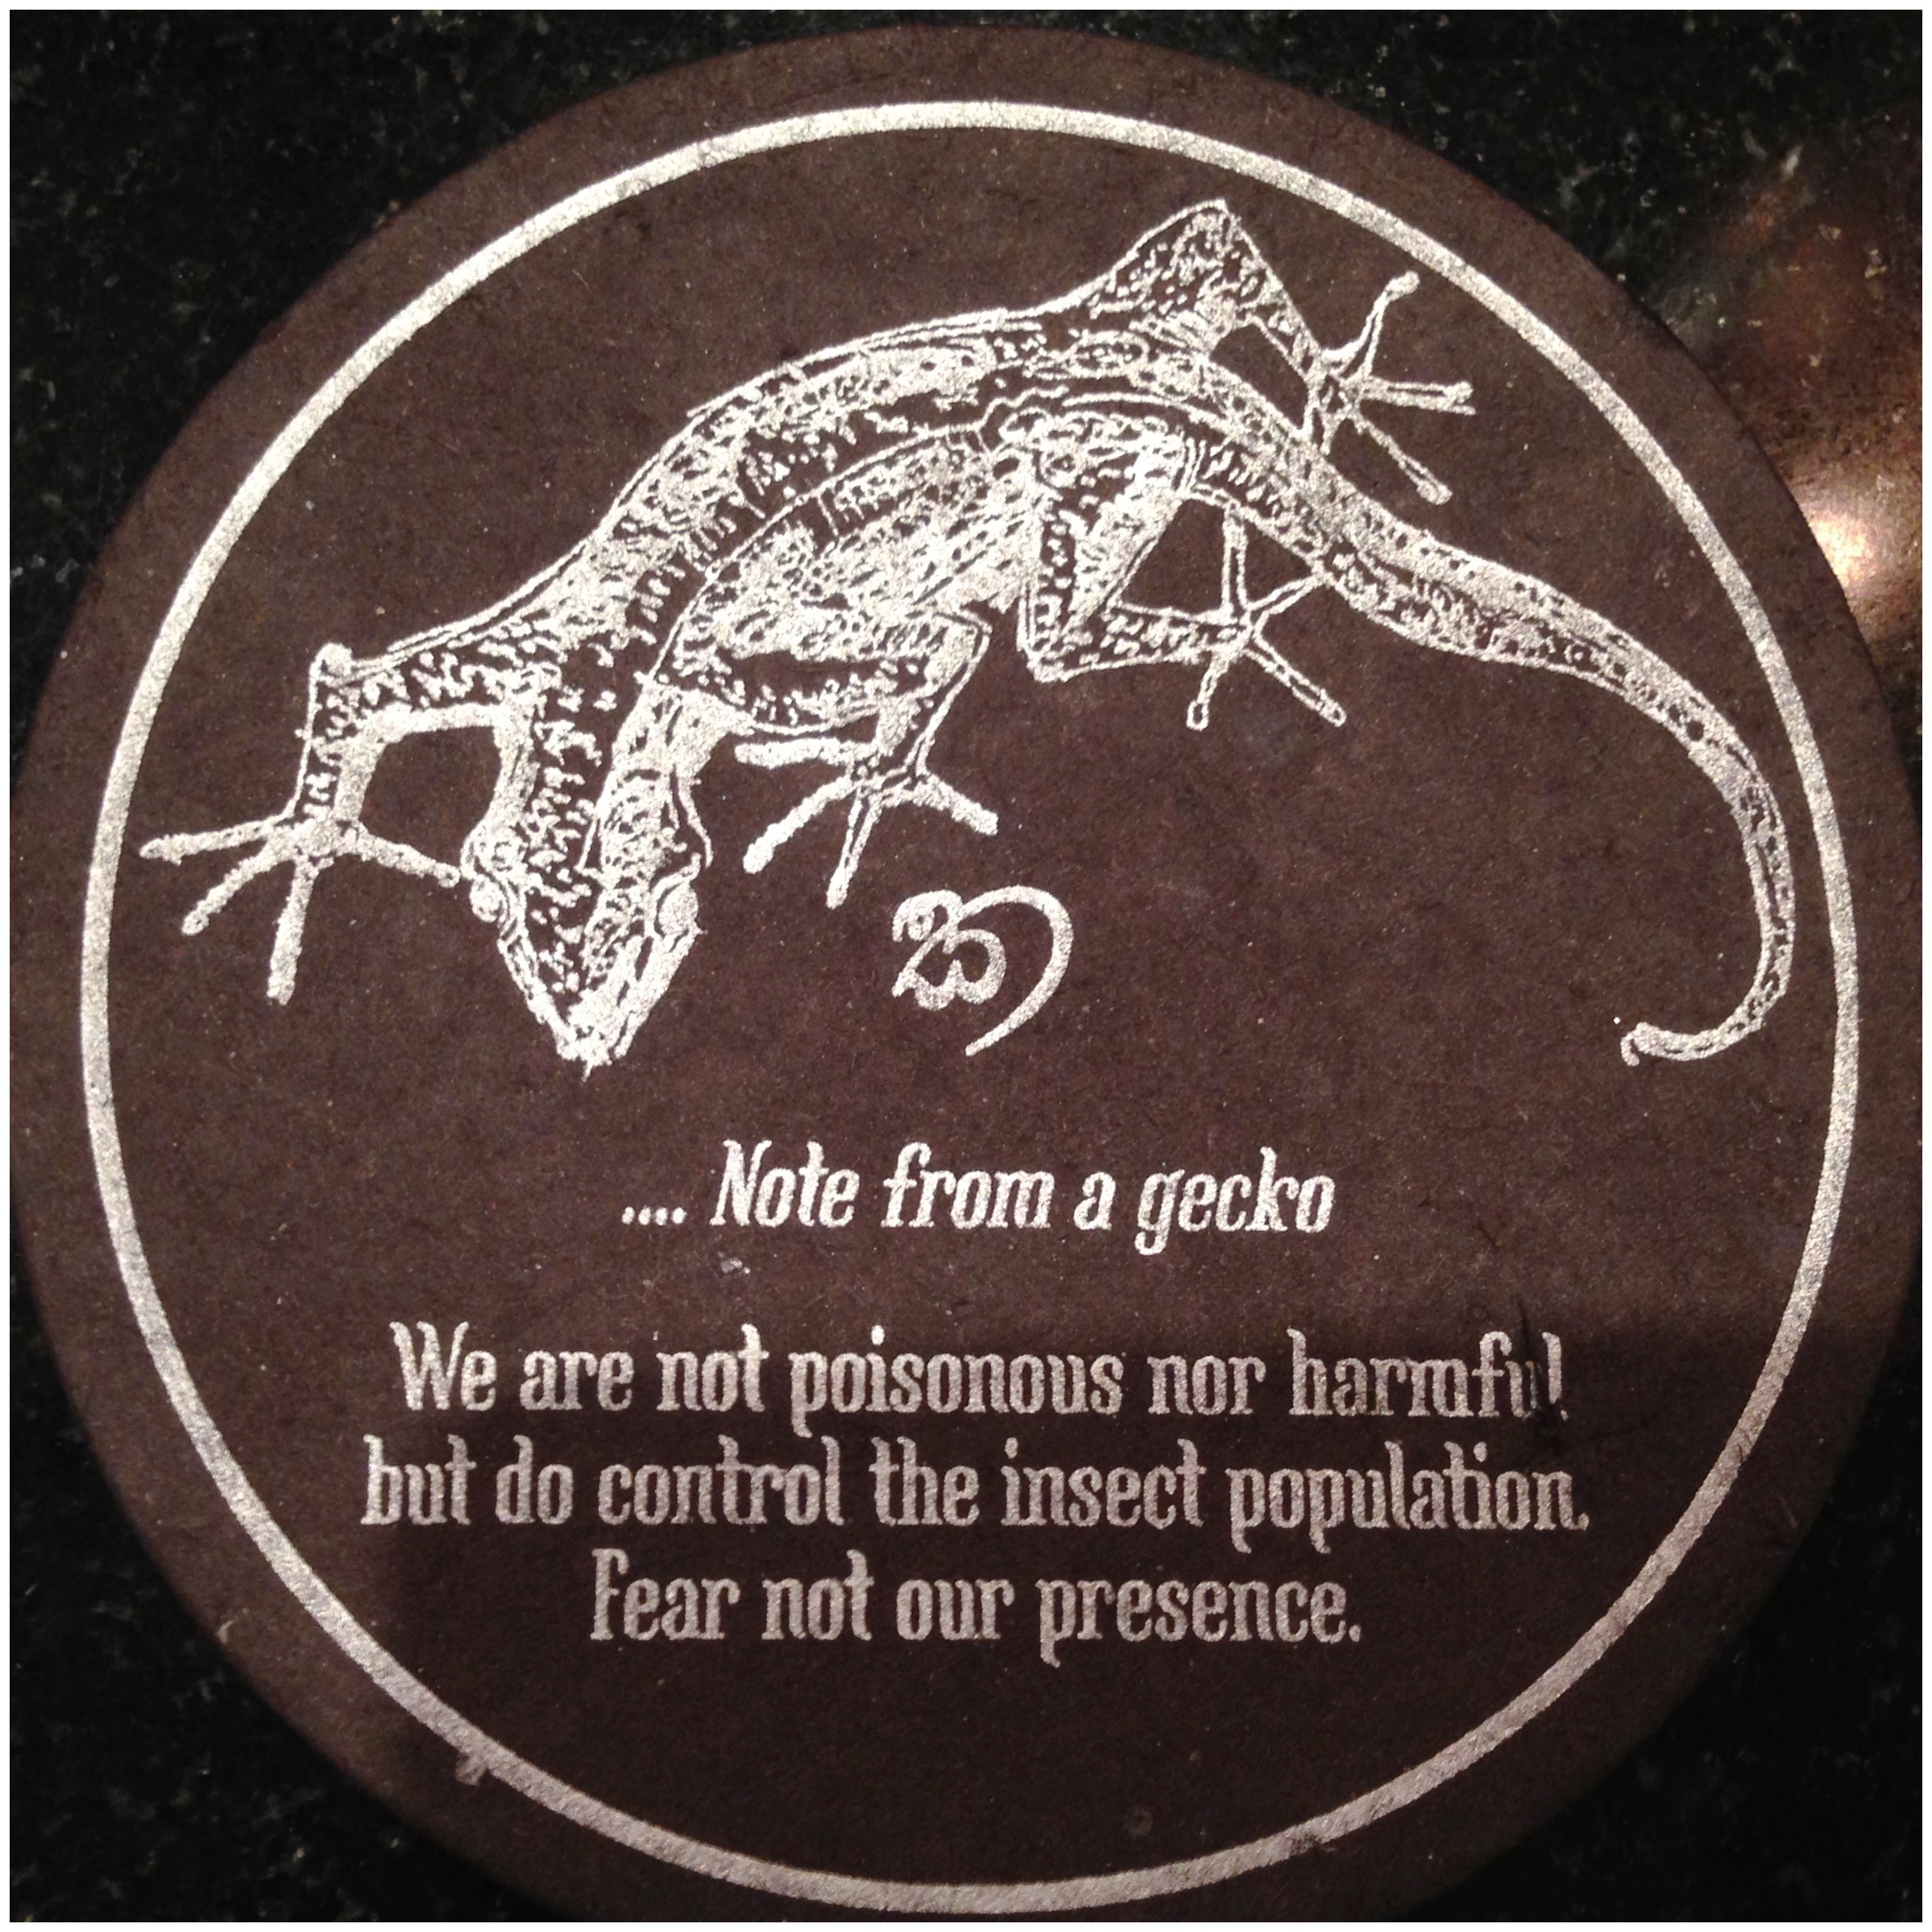 .... Note from a gecko
We are not poisonous nor harmful
but do control the insect population.
Fear not our presence.